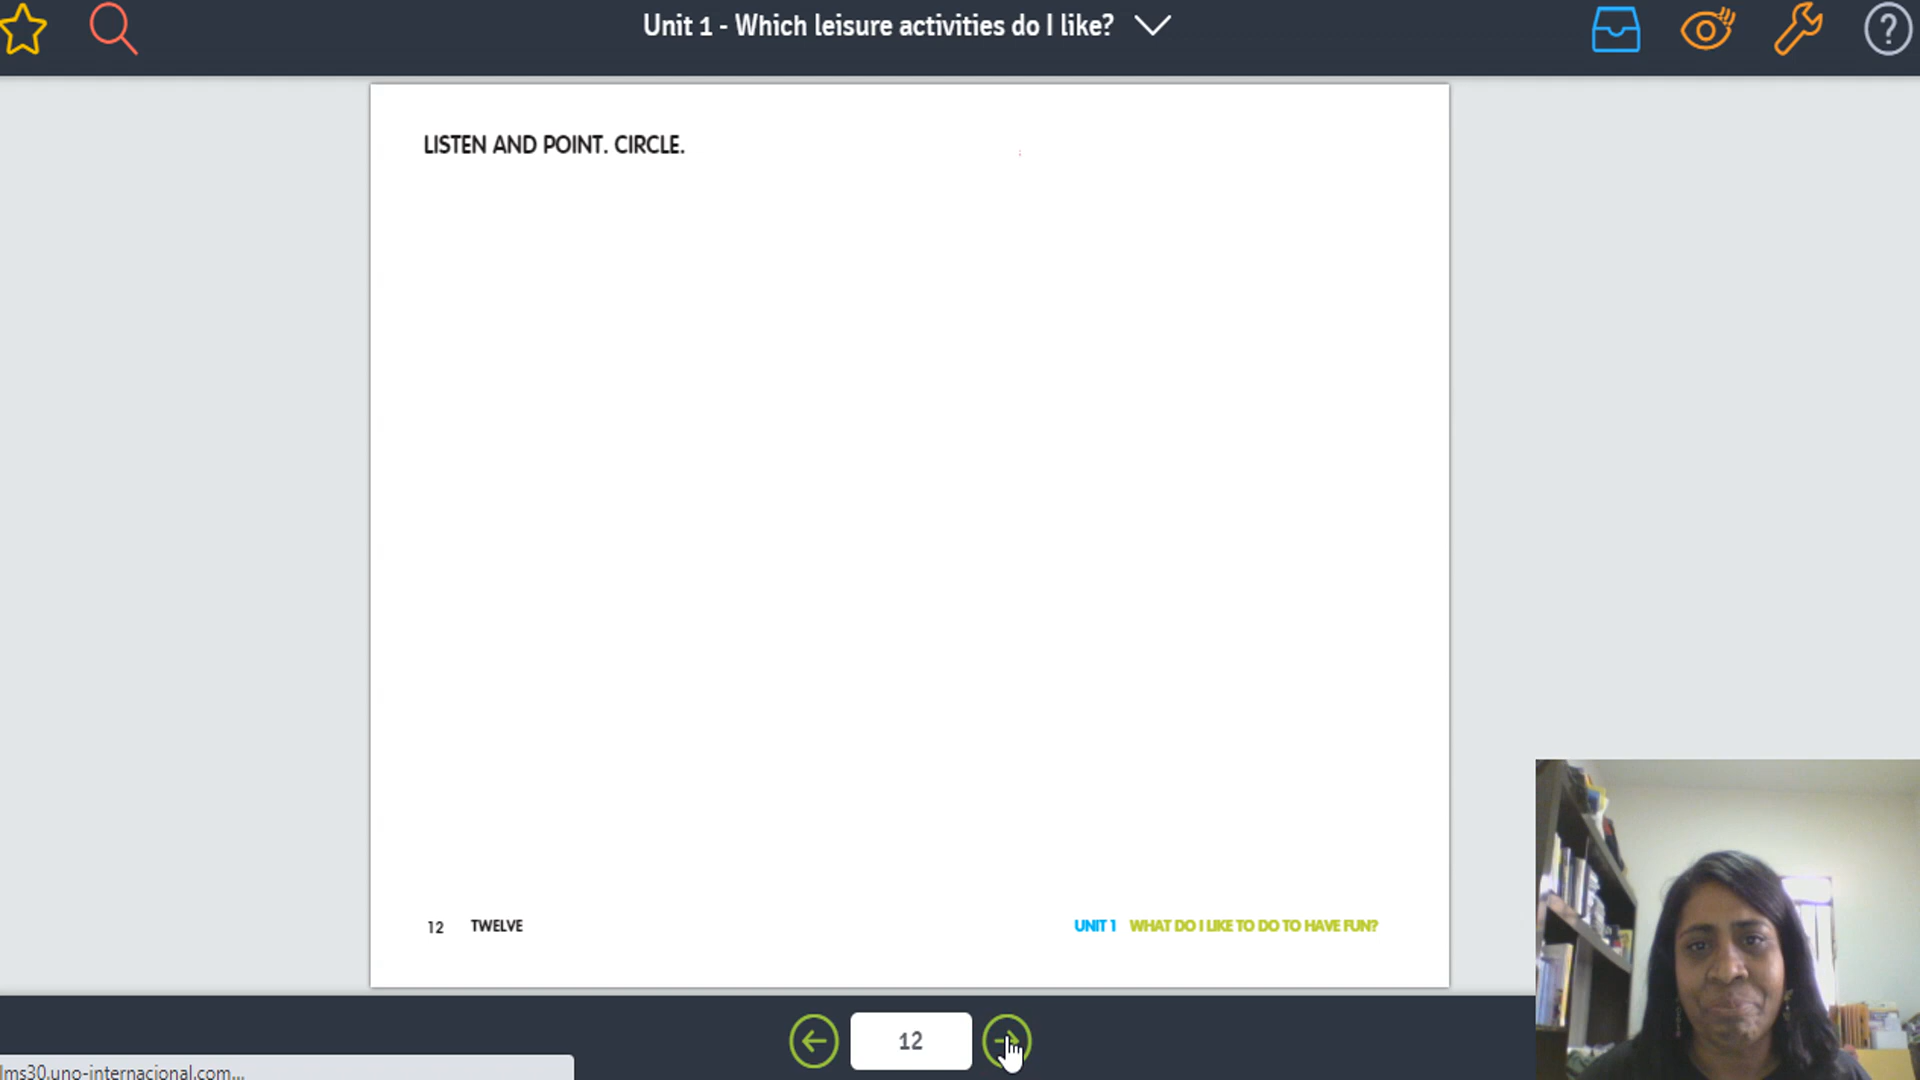 Unit 1 - Which leisure activities do I like?
LISTEN AND POINT. CIRCLE.
12 TWELVE
UNIT 1 WHAT DO I LIKE TO DO TO HAVE FUN?
12
lms30.uno-internacional.com...